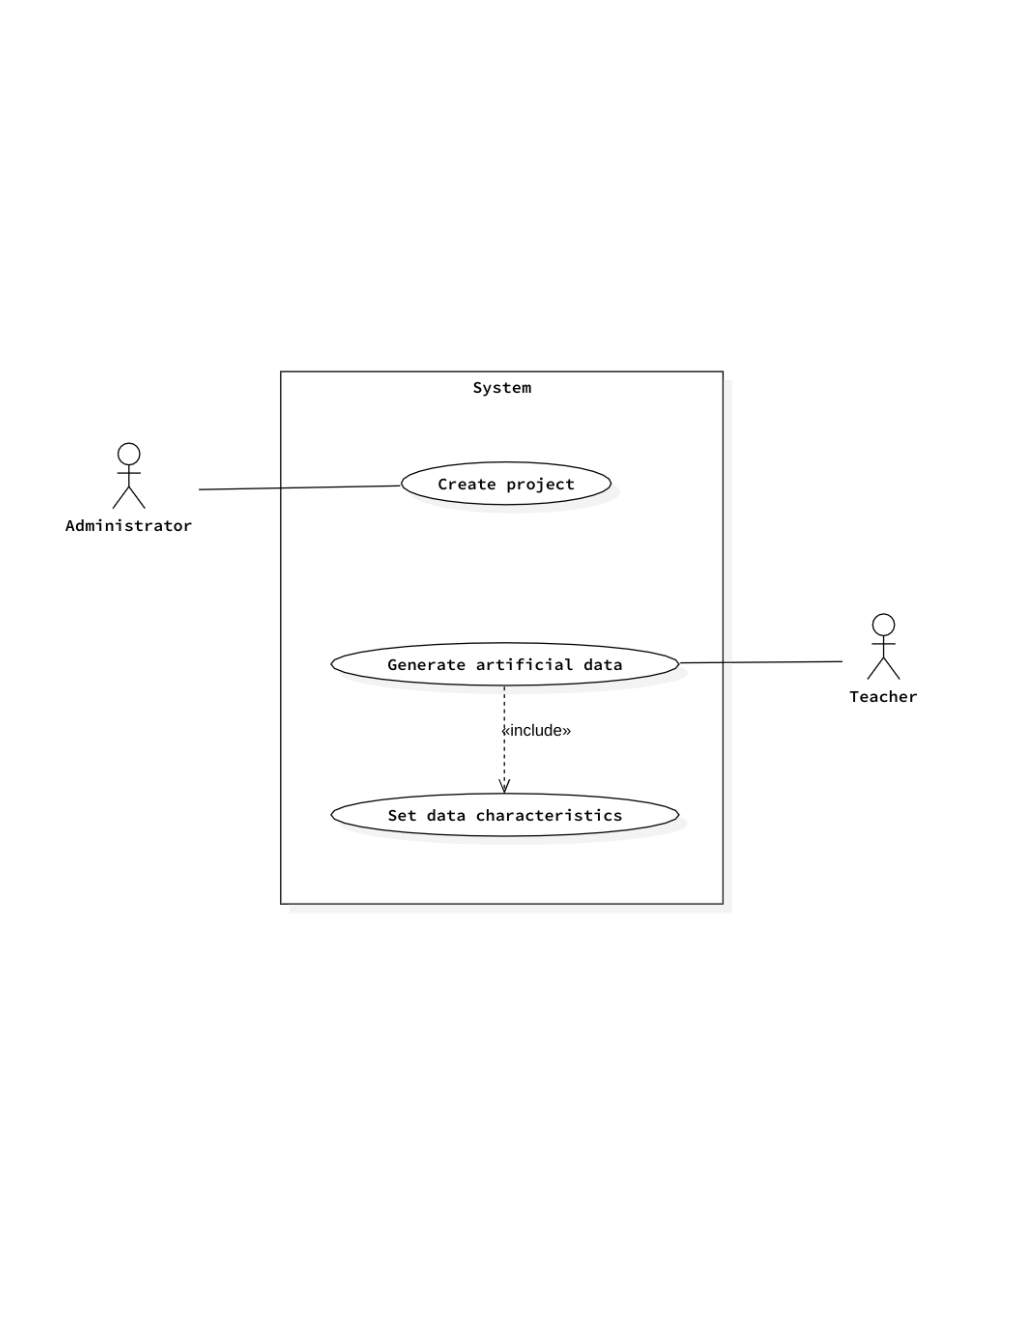 System
Create project
Administrator
Generate artificial data
Teacher
«include»
Set data characteristics